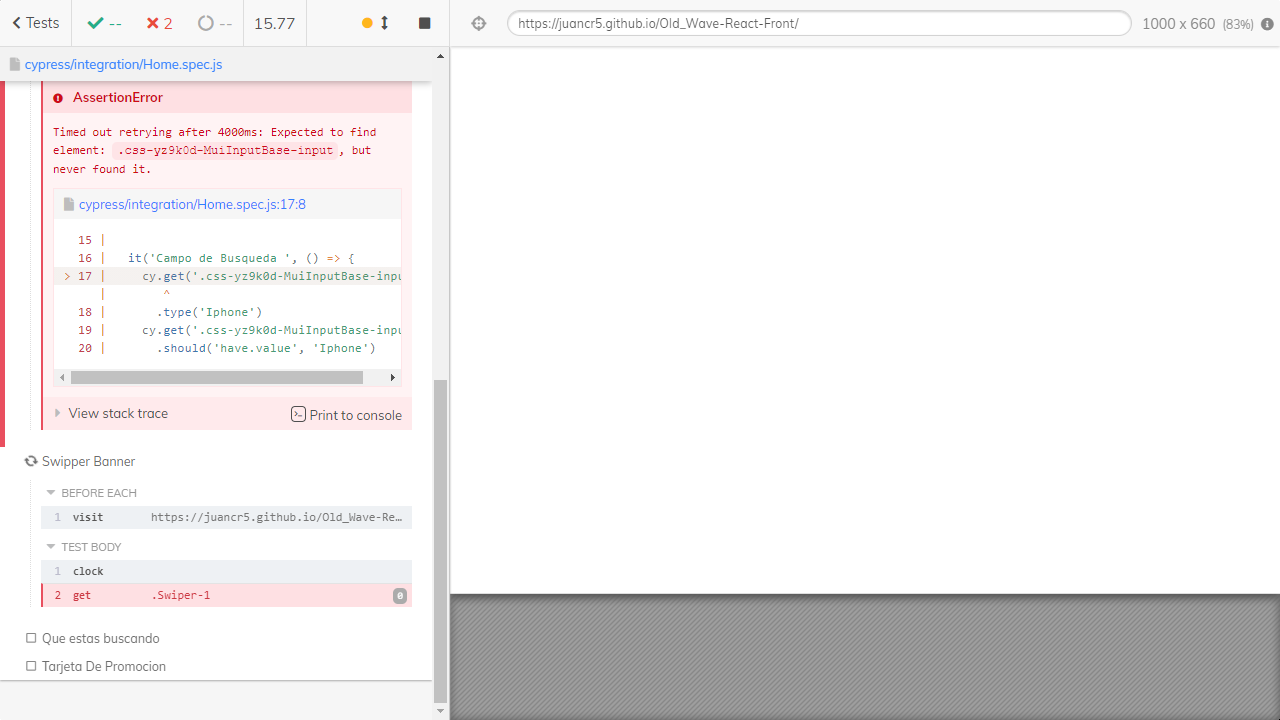 Tests
--
2
--
15.77
https://juancr5.github.io/Old_Wave-React-Front/
1000 x 660 (83%)
cypress/integration/Home.spec.js
AssertionError
Timed out retrying after 4000ms: Expected to find
element: .css-yz9k0d-MuiInputBase-input, but
never found it.
cypress/integration/Home.spec.js:17:8
15 |
16 |   it('Campo de Busqueda ', () => {
> 17 |     cy.get('.css-yz9k0d-MuiInputBase-inpu
|        ^
18 |       .type('Iphone')
19 |     cy.get('.css-yz9k0d-MuiInputBase-inpu
20 |       .should('have.value', 'Iphone')
View stack trace
Print to console
Swipper Banner
BEFORE EACH
1 visit https://juancr5.github.io/Old_Wave-Re…
TEST BODY
1 clock
2 get .Swiper-1 0
Que estas buscando
Tarjeta De Promocion